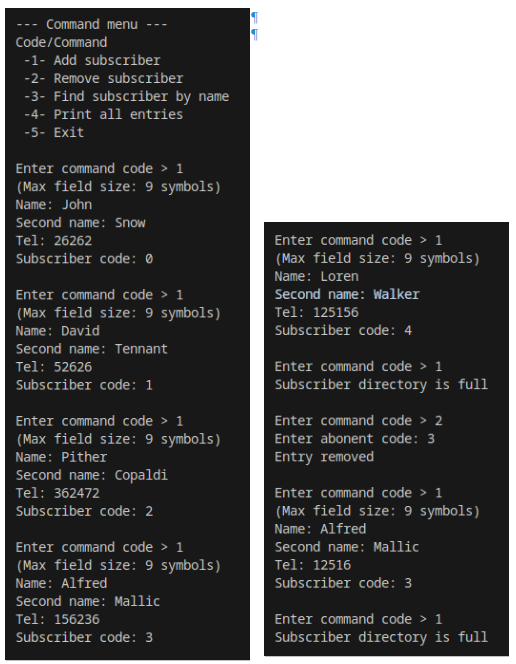 --- Command menu ---
Code/Command
-1- Add subscriber
-2- Remove subscriber
-3- Find subscriber by name
-4- Print all entries
-5- Exit
Enter command code > 1
(Max field size: 9 symbols)
Name: John
Second name: Snow
Tel: 26262
Subscriber code: 0
Enter command code > 1
(Max field size: 9 symbols)
Name: David
Second name: Tennant
Tel: 52626
Subscriber code: 1
Enter command code > 1
(Max field size: 9 symbols)
Name: Pither
Second name: Copaldi
Tel: 362472
Subscriber code: 2
Enter command code > 1
(Max field size: 9 symbols)
Name: Alfred
Second name: Mallic
Tel: 156236
Subscriber code: 3
¶
¶
Enter command code > 1
(Max field size: 9 symbols)
Name: Loren
Second name: Walker
Tel: 125156
Subscriber code: 4
Enter command code > 1
Subscriber directory is full
Enter command code > 2
Enter abonent code: 3
Entry removed
Enter command code > 1
(Max field size: 9 symbols)
Name: Alfred
Second name: Mallic
Tel: 12516
Subscriber code: 3
Enter command code > 1
Subscriber directory is full